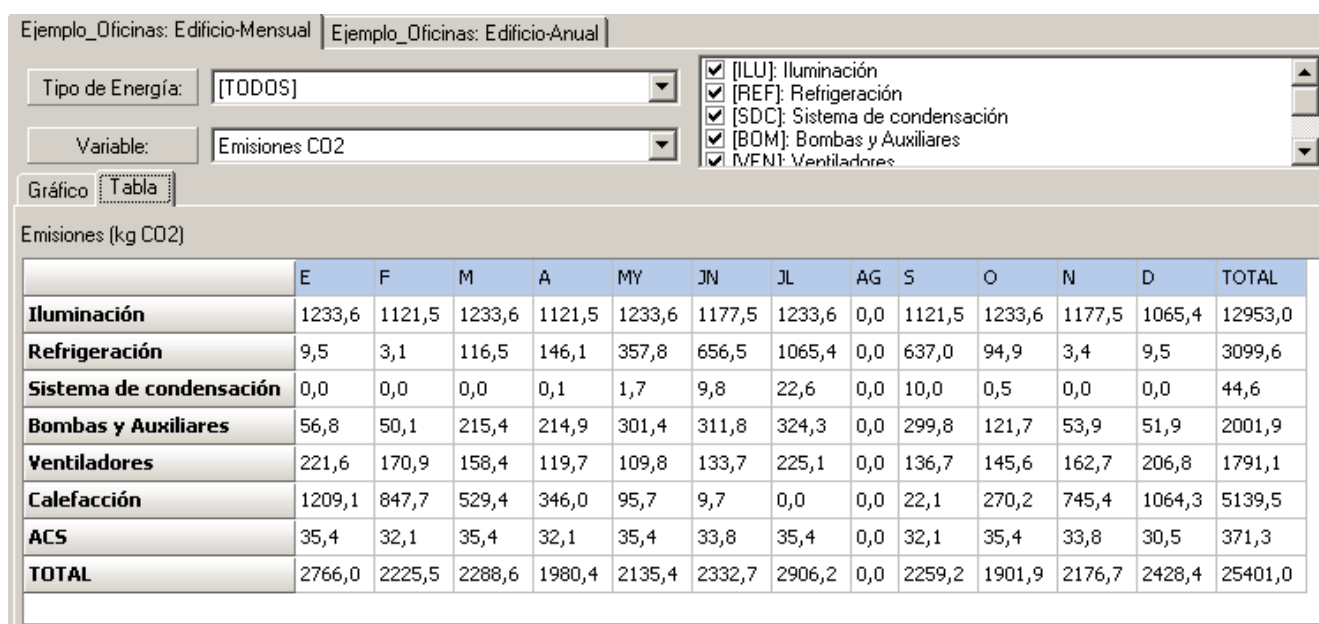 Ejemplo_Oficinas: Edificio-Mensual Ejemplo_Oficinas: Edificio-Anual
Tipo de Energía: [TODOS]
Variable: Emisiones CO2
[ILU]: Iluminación
[REF]: Refrigeración
[SDC]: Sistema de condensación
[BOM]: Bombas y Auxiliares
[VEN]: Ventiladores
Gráfico Tabla
Emisiones (kg CO2)
E F M A MY JN JL AG S O N D TOTAL
Iluminación 1233,6 1121,5 1233,6 1121,5 1233,6 1177,5 1233,6 0,0 1121,5 1233,6 1177,5 1065,4 12953,0
Refrigeración 9,5 3,1 116,5 146,1 357,8 656,5 1065,4 0,0 637,0 94,9 3,4 9,5 3099,6
Sistema de condensación 0,0 0,0 0,0 0,1 1,7 9,8 22,6 0,0 10,0 0,5 0,0 0,0 44,6
Bombas y Auxiliares 56,8 50,1 215,4 214,9 301,4 311,8 324,3 0,0 299,8 121,7 53,9 51,9 2001,9
Ventiladores 221,6 170,9 158,4 119,7 109,8 133,7 225,1 0,0 136,7 145,6 162,7 206,8 1791,1
Calefacción 1209,1 847,7 529,4 346,0 95,7 9,7 0,0 0,0 22,1 270,2 745,4 1064,3 5139,5
ACS 35,4 32,1 35,4 32,1 35,4 33,8 35,4 0,0 32,1 35,4 33,8 30,5 371,3
TOTAL 2766,0 2225,5 2288,6 1980,4 2135,4 2332,7 2906,2 0,0 2259,2 1901,9 2176,7 2428,4 25401,0